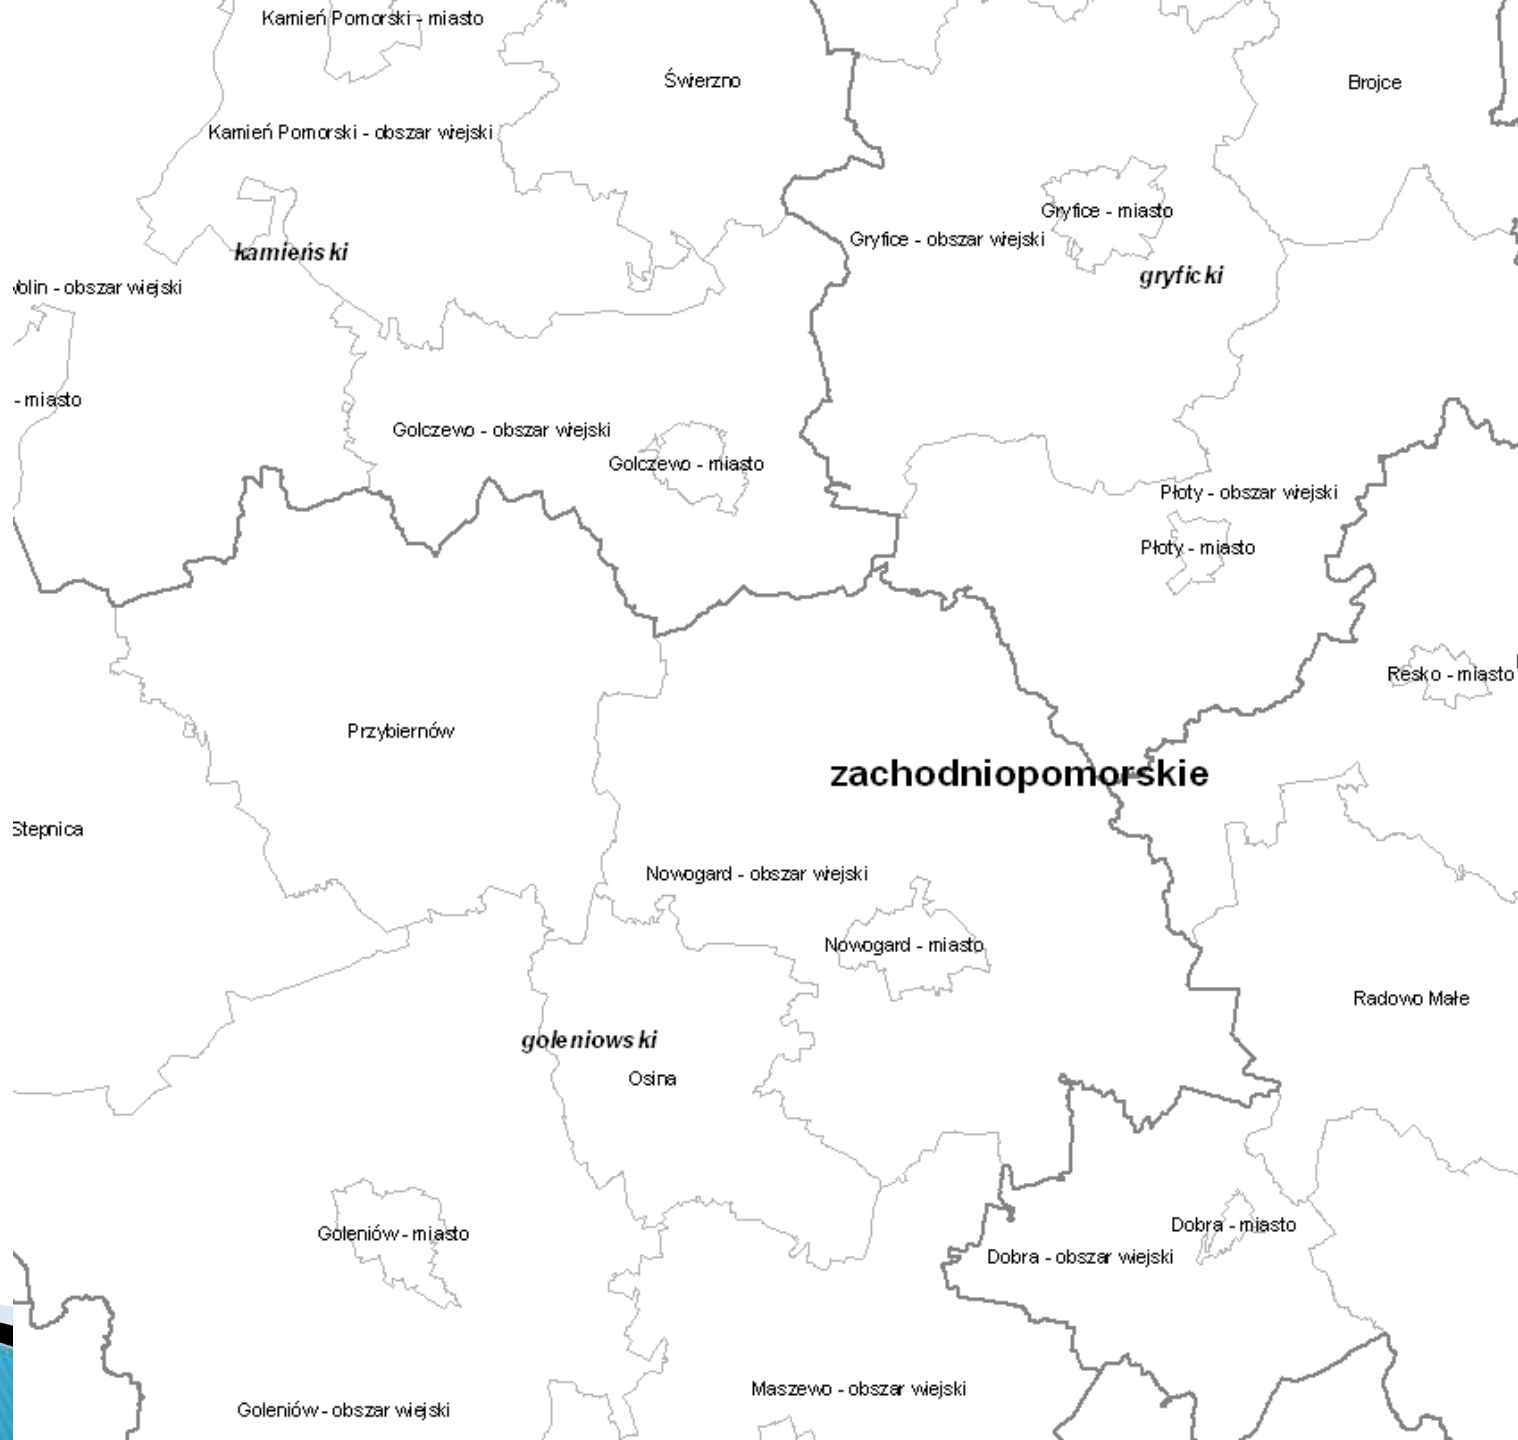 Kamień Pomorski - miasto
Świerzno
Brojce
Kamień Pomorski - obszar wiejski
Gryfice - miasto
Gryfice - obszar wiejski
kamieński
gryficki
olin - obszar wiejski
- miasto
Golczewo - obszar wiejski
Golczewo - miasto
Płoty - obszar wiejski
Płoty - miasto
Resko - miasto
Przybiernów
zachodniopomorskie
Stepnica
Nowogard - obszar wiejski
Nowogard - miasto
Radowo Małe
goleniowski
Osina
Dobra - miasto
Goleniów - miasto
Dobra - obszar wiejski
Maszewo - obszar wiejski
Goleniów - obszar wiejski